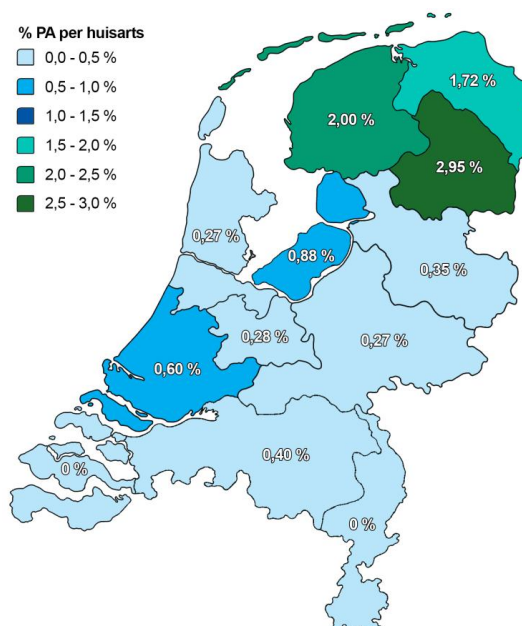 % PA per huisarts
0,0 - 0,5 %
0,5 - 1,0 %
1,0 - 1,5 %
1,5 - 2,0 %
2,0 - 2,5 %
2,5 - 3,0 %
1,72 %
2,00 %
2,95 %
0,27 %
0,88 %
0,35 %
0,28 %
0,27 %
0,60 %
0,40 %
0 %
0 %